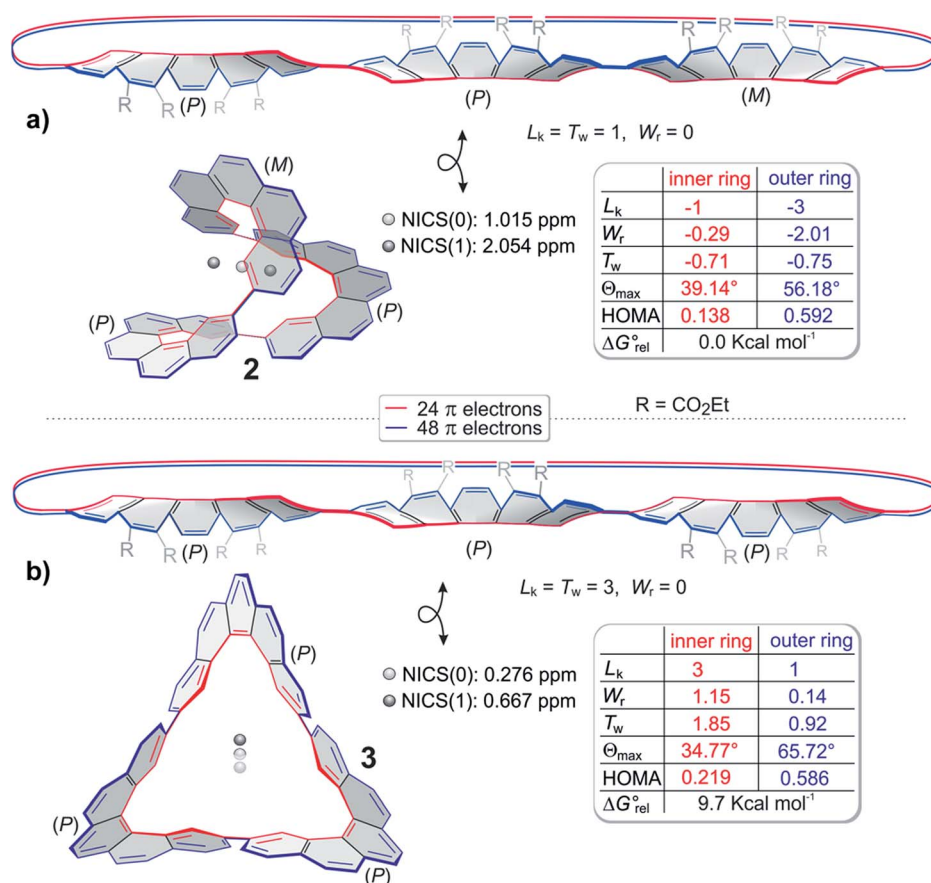 R R R R R R R R
R R R R
(P) (P) (M)
a)
Lk = Tw = 1, Wr = 0
(M)
(P)
(P)
2
NICS(0): 1.015 ppm
NICS(1): 2.054 ppm
inner ring outer ring
Lk -1 -3
Wr -0.29 -2.01
Tw -0.71 -0.75
Θmax 39.14° 56.18°
HOMA 0.138 0.592
ΔG°rel 0.0 Kcal mol-1
24 π electrons
48 π electrons
R = CO2Et
R R R R
R R R R R R R R
(P) (P) (P)
b)
Lk = Tw = 3, Wr = 0
(P)
3
(P)
(P)
NICS(0): 0.276 ppm
NICS(1): 0.667 ppm
inner ring outer ring
Lk 3 1
Wr 1.15 0.14
Tw 1.85 0.92
Θmax 34.77° 65.72°
HOMA 0.219 0.586
ΔG°rel 9.7 Kcal mol-1